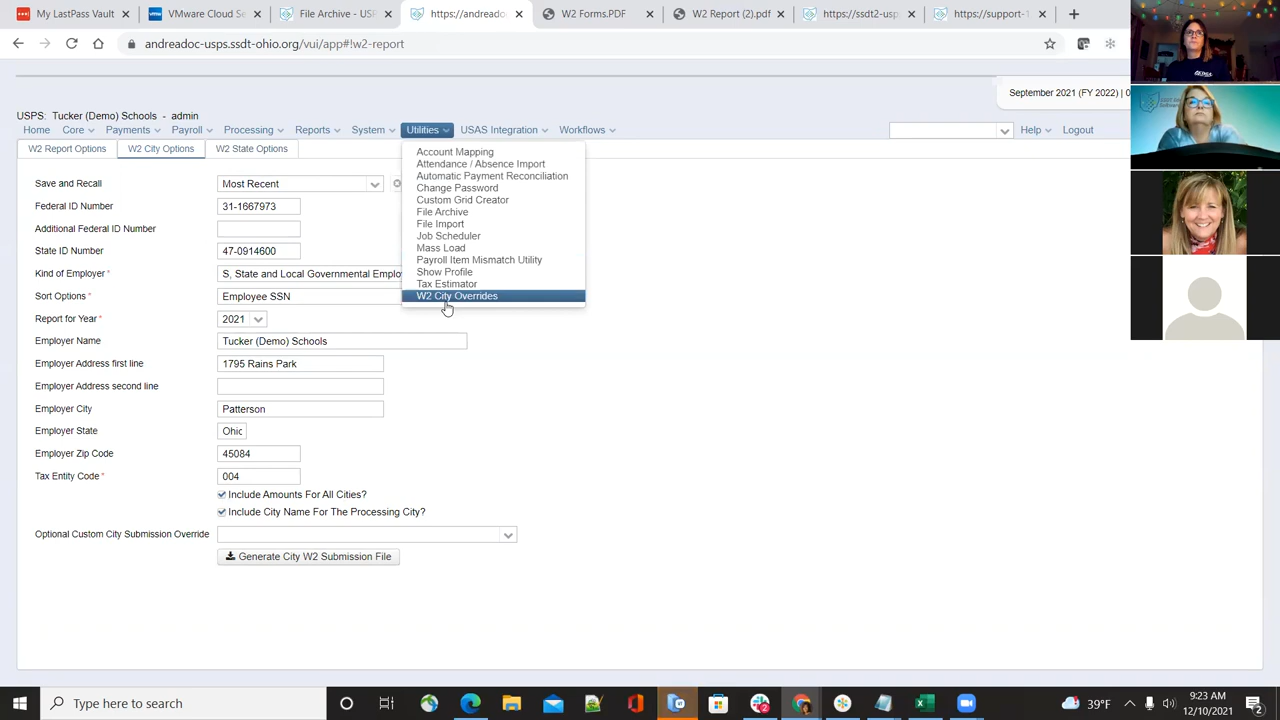 My LastPass Vault
VMware Cloud Se
File Archive - USP
https://andreadoc
W2 Forms.PDF
W2 Report (2).pdf
https://ssdt2-usp
https://support-1
andreadoc-usps.ssdt-ohio.org/vui/app#!w2-report
September 2021 (FY 2022) | 0
USPS: Tucker (Demo) Schools - admin
Home Core Payments Payroll Processing Reports System Utilities USAS Integration Workflows Help Logout
W2 Report Options W2 City Options W2 State Options
Account Mapping
Attendance / Absence Import
Automatic Payment Reconciliation
Change Password
Custom Grid Creator
File Archive
File Import
Job Scheduler
Mass Load
Payroll Item Mismatch Utility
Show Profile
Tax Estimator
W2 City Overrides
Save and Recall Most Recent
Federal ID Number 31-1667973
Additional Federal ID Number
State ID Number 47-0914600
Kind of Employer * S, State and Local Governmental Emplo
Sort Options * Employee SSN
Report for Year * 2021
Employer Name Tucker (Demo) Schools
Employer Address first line 1795 Rains Park
Employer Address second line
Employer City Patterson
Employer State Ohic
Employer Zip Code 45084
Tax Entity Code * 004
Include Amounts For All Cities?
Include City Name For The Processing City?
Optional Custom City Submission Override
Generate City W2 Submission File
Type here to search
39°F
9:23 AM
12/10/2021
2